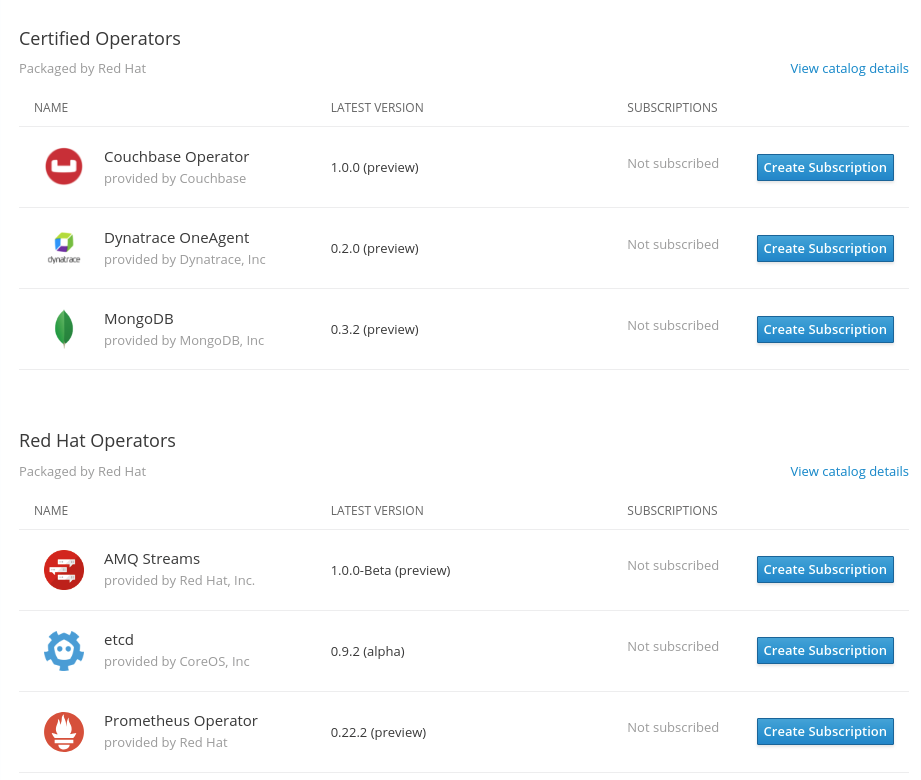 Certified Operators
Packaged by Red Hat View catalog details
NAME LATEST VERSION SUBSCRIPTIONS
Couchbase Operator
provided by Couchbase
1.0.0 (preview)
Not subscribed
Create Subscription
dynatrace
Dynatrace OneAgent
provided by Dynatrace, Inc
0.2.0 (preview)
Not subscribed
Create Subscription
MongoDB
provided by MongoDB, Inc
0.3.2 (preview)
Not subscribed
Create Subscription
Red Hat Operators
Packaged by Red Hat View catalog details
NAME LATEST VERSION SUBSCRIPTIONS
AMQ Streams
provided by Red Hat, Inc.
1.0.0-Beta (preview)
Not subscribed
Create Subscription
etcd
provided by CoreOS, Inc
0.9.2 (alpha)
Not subscribed
Create Subscription
Prometheus Operator
provided by Red Hat
0.22.2 (preview)
Not subscribed
Create Subscription